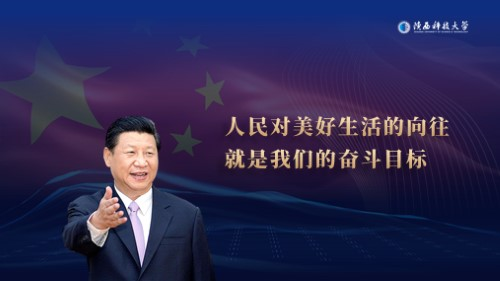 陕西科技大学
人民对美好生活的向往
就是我们的奋斗目标